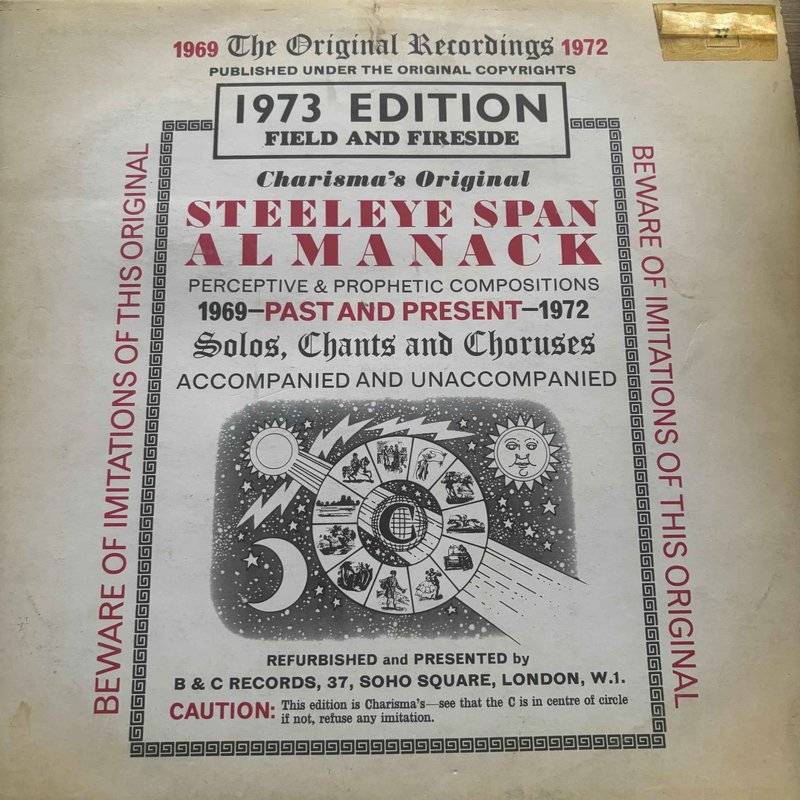 1969 The Original Recordings 1972
PUBLISHED UNDER THE ORIGINAL COPYRIGHTS
1973 EDITION
FIELD AND FIRESIDE
Charisma's Original
STEELEYE SPAN
ALMANACK
PERCEPTIVE & PROPHETIC COMPOSITIONS
1969—PAST AND PRESENT—1972
Solos, Chants and Choruses
ACCOMPANIED AND UNACCOMPANIED
BEWARE OF IMITATIONS OF THIS ORIGINAL
BEWARE OF IMITATIONS OF THIS ORIGINAL
C
REFURBISHED and PRESENTED by
B & C RECORDS, 37, SOHO SQUARE, LONDON, W.1.
CAUTION: This edition is Charisma's—see that the C is in centre of circle
if not, refuse any imitation.